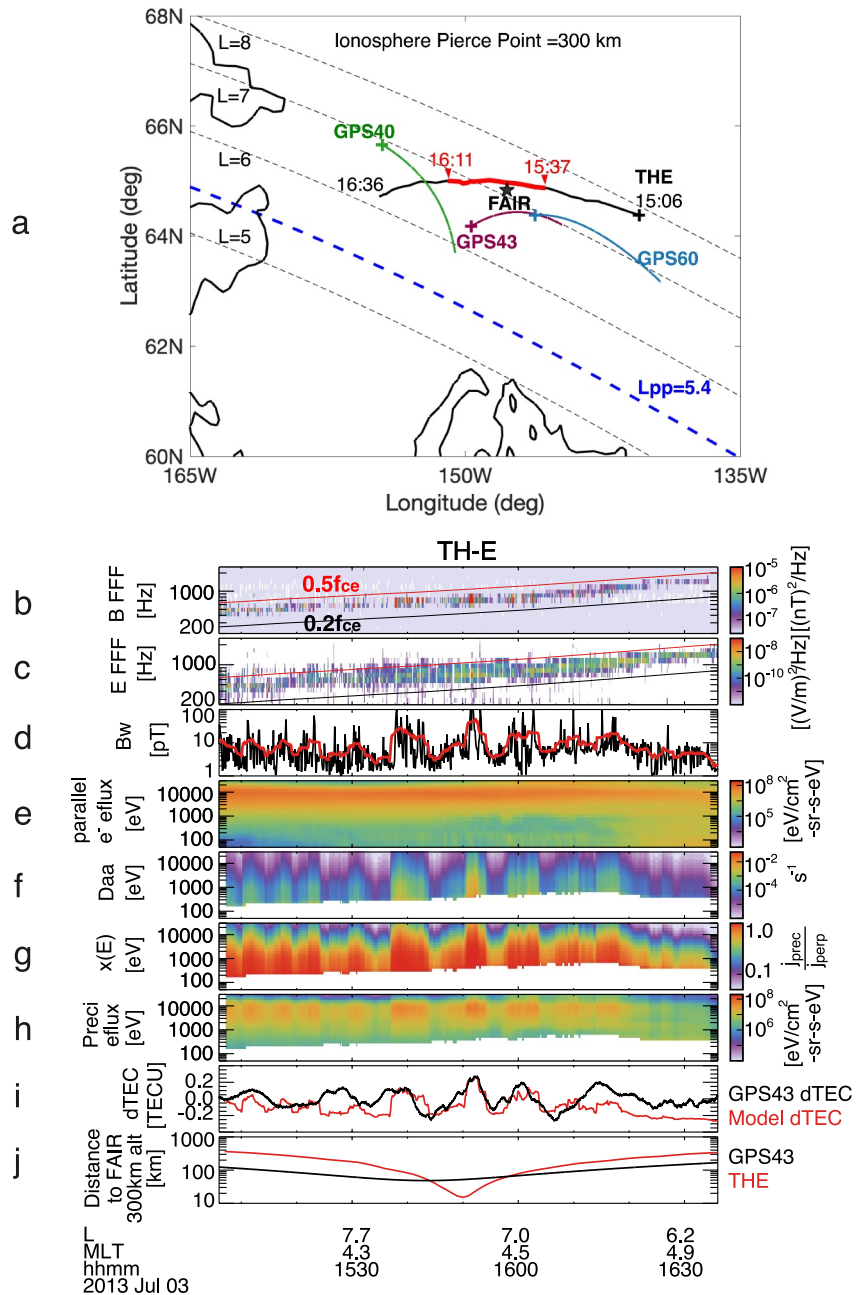 a
68N
66N
64N
62N
60N
Latitude (deg)
Ionosphere Pierce Point =300 km
L=8
L=7
L=6
L=5
GPS40
16:11
15:37
16:36
THE
15:06
FAIR
GPS43
GPS60
Lpp=5.4
165W
150W
135W
Longitude (deg)
TH-E
b
B FFF
[Hz]
1000
200
0.5fce
0.2fce
10⁻⁵
10⁻⁶
10⁻⁷
[(nT)²/Hz]
c
E FFF
[Hz]
1000
200
10⁻⁸
10⁻¹⁰
[(V/m)²/Hz]
d
Bw
[pT]
100
10
1
e
parallel
e⁻ eflux
[eV]
10000
1000
100
10⁸
10⁵
[eV/cm²
-sr-s-eV]
f
Daa
[eV]
10000
1000
100
10⁻²
10⁻⁴
s⁻¹
g
x(E)
[eV]
10000
1000
100
1.0
0.1
jprec
jperp
h
Preci
eflux
[eV]
10000
1000
100
10⁸
10⁶
[eV/cm²
-sr-s-eV]
i
dTEC
[TECU]
0.2
-0.2
GPS43 dTEC
Model dTEC
j
Distance
to FAIR
300km alt
[km]
1000
100
10
GPS43
THE
L 7.7 7.0 6.2
MLT 4.3 4.5 4.9
hhmm 1530 1600 1630
2013 Jul 03